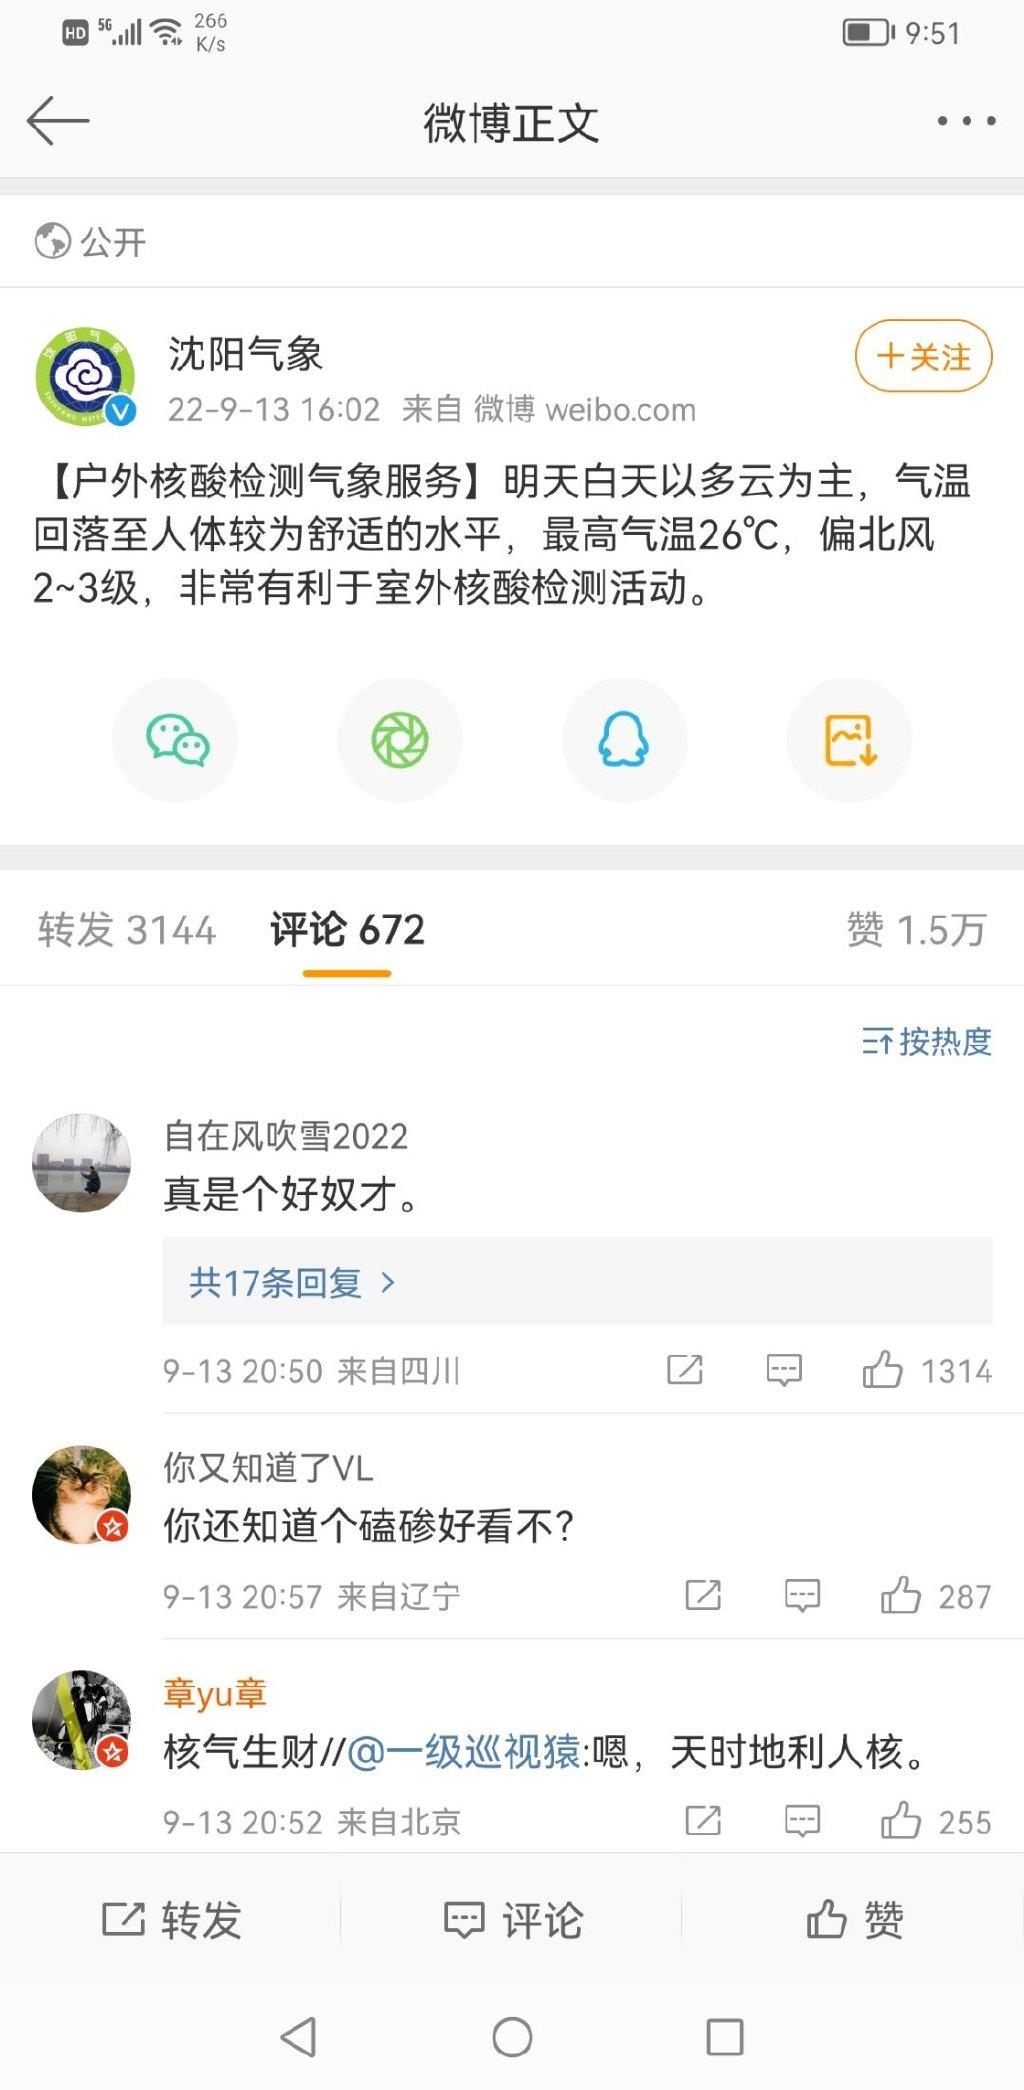 HD 5G 266 K/s 9:51
微博正文
公开
沈阳气象
+关注
22-9-13 16:02 来自 微博 weibo.com
【户外核酸检测气象服务】明天白天以多云为主，气温
回落至人体较为舒适的水平，最高气温26℃，偏北风
2~3级，非常有利于室外核酸检测活动。
转发 3144 评论 672 赞 1.5万
按热度
自在风吹雪2022
真是个好奴才。
共17条回复 >
9-13 20:50 来自四川 1314
你又知道了VL
你还知道个磕碜好看不？
9-13 20:57 来自辽宁 287
章yu章
核气生财//@一级巡视猿:嗯，天时地利人核。
9-13 20:52 来自北京 255
转发 评论 赞